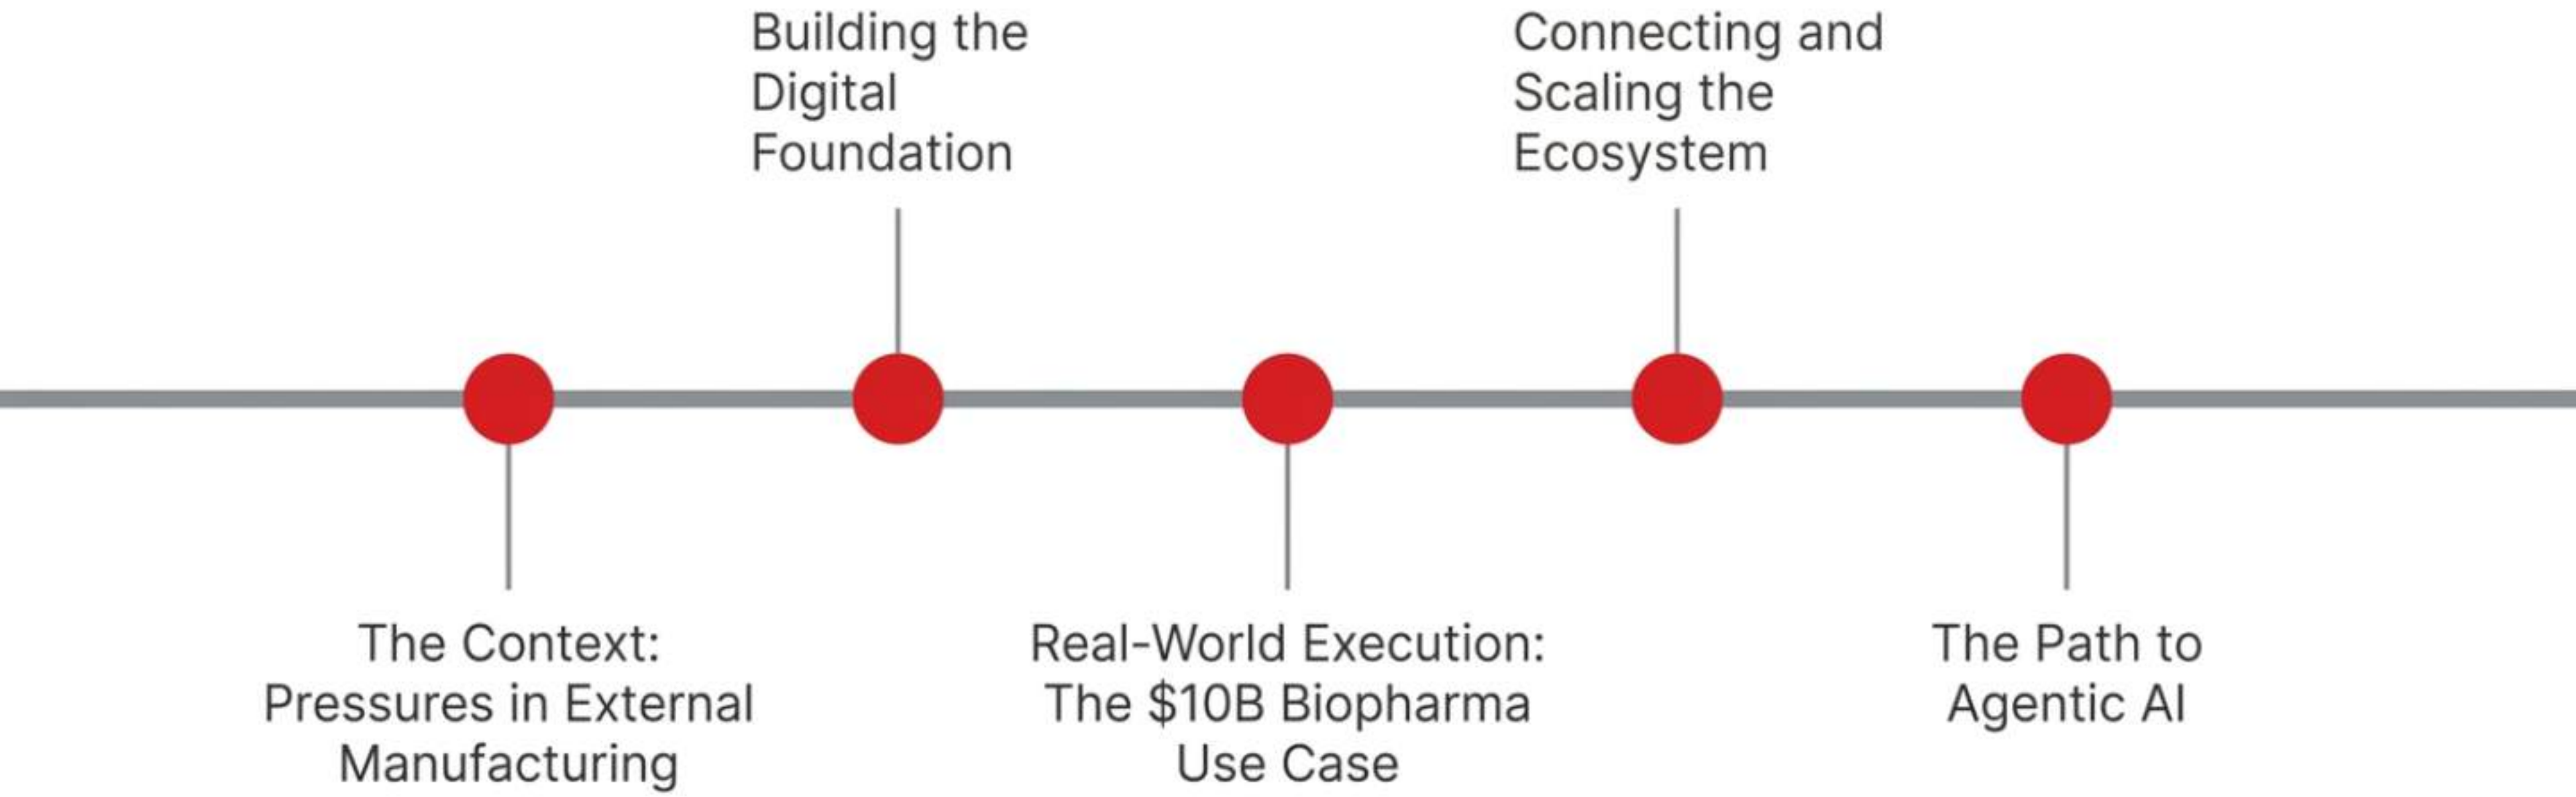 The Context:
Pressures in External
Manufacturing
Building the
Digital
Foundation
Real-World Execution:
The $10B Biopharma
Use Case
Connecting and
Scaling the
Ecosystem
The Path to
Agentic AI